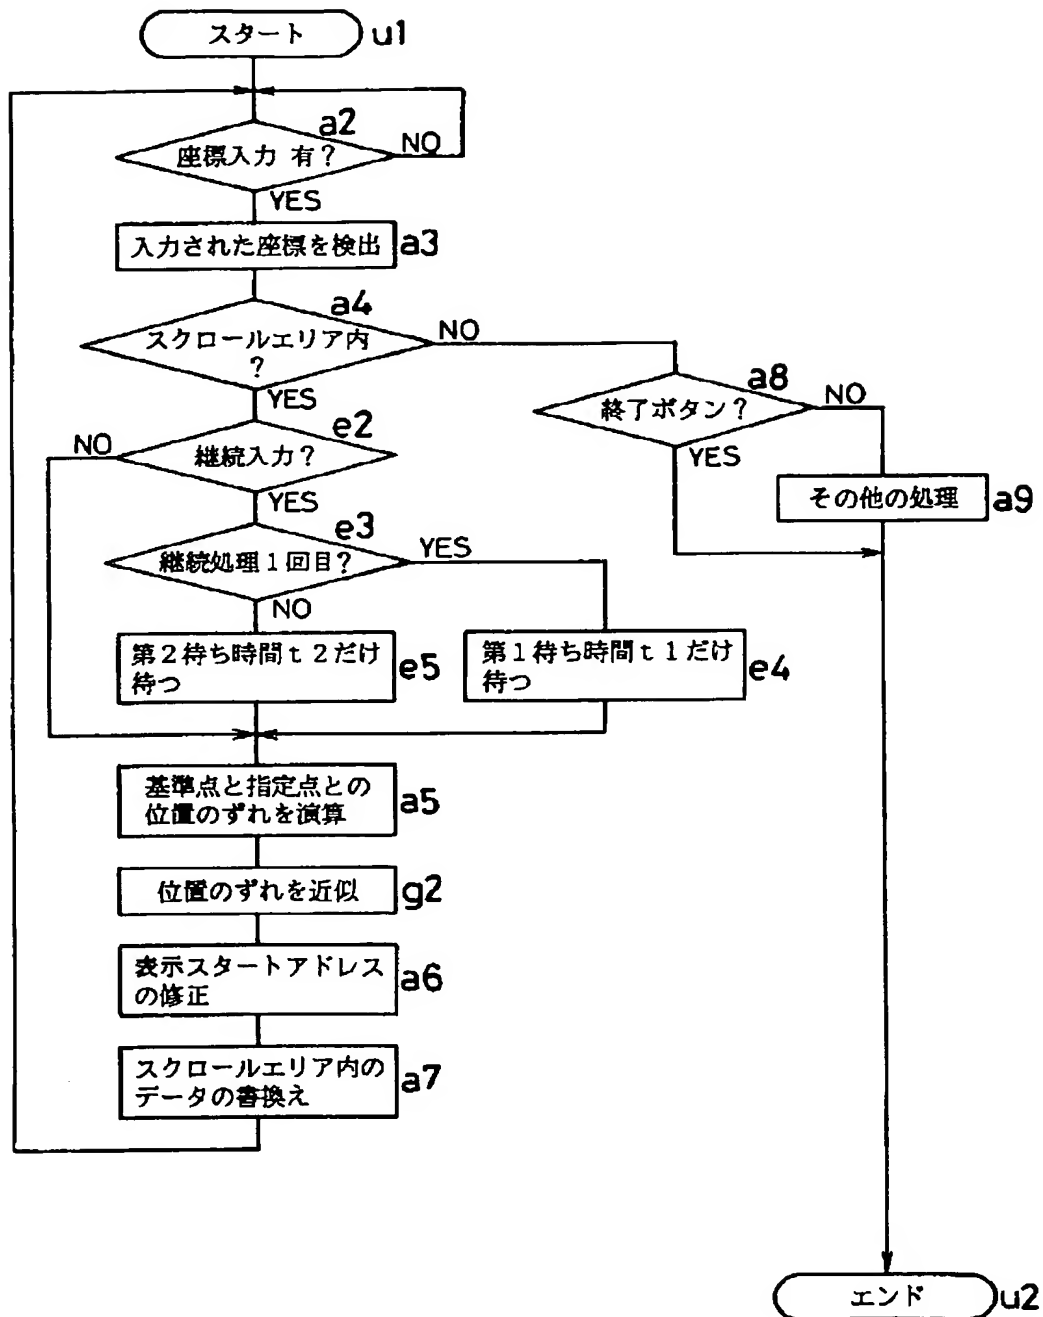 スタート u1
a2
座標入力 有? NO
YES
入力された座標を検出 a3
a4
スクロールエリア内
?
NO
YES
a8
終了ボタン? NO
YES
その他の処理 a9
e2
NO 継続入力?
YES
e3
継続処理1回目? YES
NO
第2待ち時間t2だけ
待つ
e5
第1待ち時間t1だけ
待つ
e4
基準点と指定点との
位置のずれを演算
a5
位置のずれを近似 g2
表示スタートアドレス
の修正
a6
スクロールエリア内の
データの書換え
a7
エンド u2